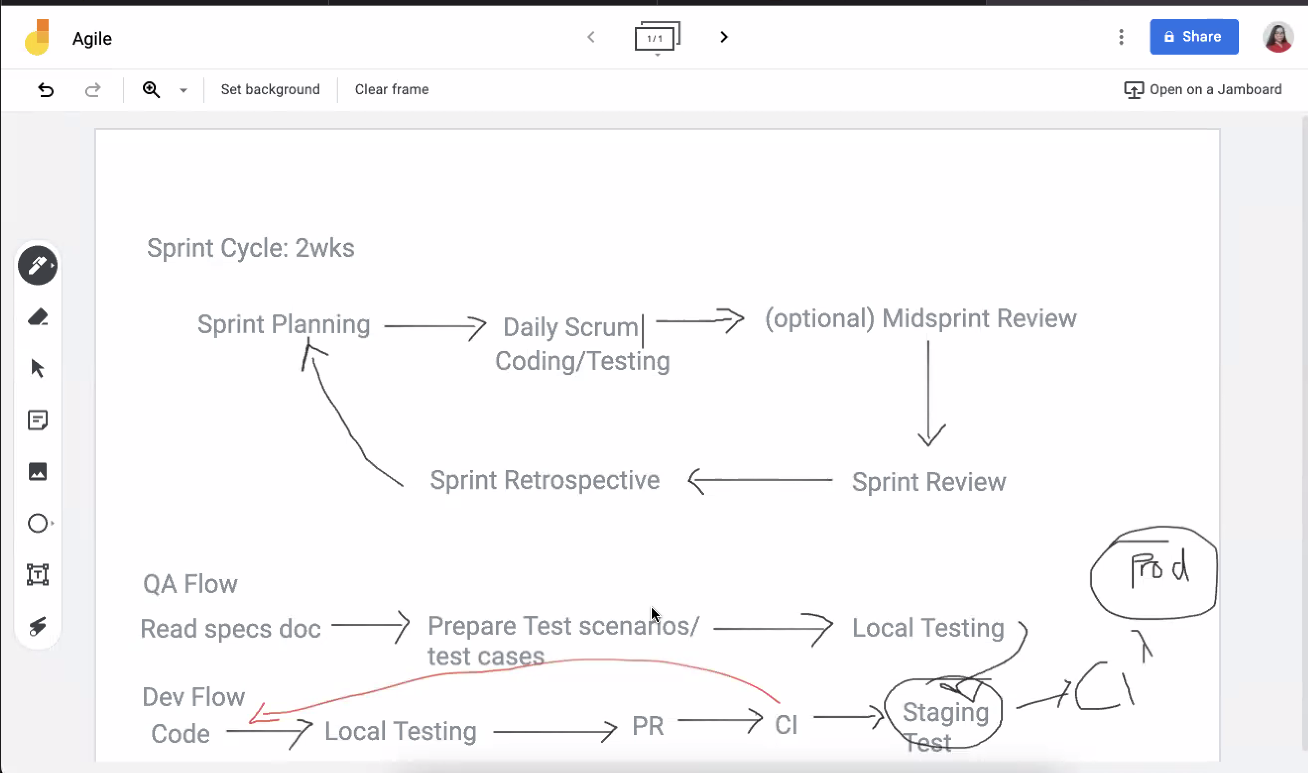 Agile
1/1
Share
Set background
Clear frame
Open on a Jamboard
Sprint Cycle: 2wks
Sprint Planning
Daily Scrum
Coding/Testing
(optional) Midsprint Review
Sprint Retrospective
Sprint Review
Prod
QA Flow
Read specs doc
Prepare Test scenarios/
test cases
Local Testing
Dev Flow
Code
Local Testing
PR
CI
Staging
Test
CI